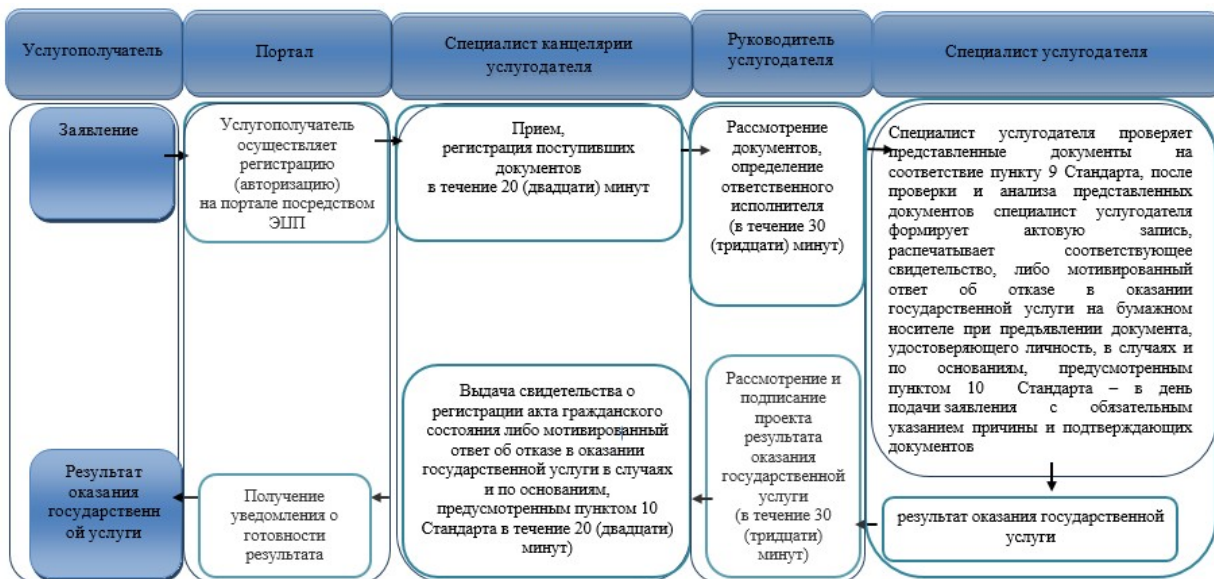 Услугополучатель
Портал
Специалист канцелярии
услугодателя
Руководитель
услугодателя
Специалист услугодателя
Заявление
Услугополучатель
осуществляет
регистрацию
(авторизацию)
на портале посредством
ЭЦП
Прием,
регистрация поступивших
документов
в течение 20 (двадцати) минут
Рассмотрение
документов,
определение
ответственного
исполнителя
(в течение 30
(тридцати) минут)
Специалист услугодателя проверяет
представленные документы на
соответствие пункту 9 Стандарта, после
проверки и анализа представленных
документов специалист услугодателя
формирует актовую запись,
распечатывает соответствующее
свидетельство, либо мотивированный
ответ об отказе в оказании
государственной услуги на бумажном
носителе при предъявлении документа,
удостоверяющего личность, в случаях и
по основаниям, предусмотренным
пунктом 10 Стандарта – в день
подачи заявления с обязательным
указанием причины и подтверждающих
документов
результат оказания государственной
услуги
Рассмотрение и
подписание
проекта
результата
оказания
государственной
услуги
(в течение 30
(тридцати)
минут)
Выдача свидетельства о
регистрации акта гражданского
состояния либо мотивированный
ответ об отказе в оказании
государственной услуги в случаях
и по основаниям,
предусмотренным пунктом 10
Стандарта в течение 20 (двадцати)
минут)
Получение
уведомления о
готовности
результата
Результат
оказания
государственн
ой услуги